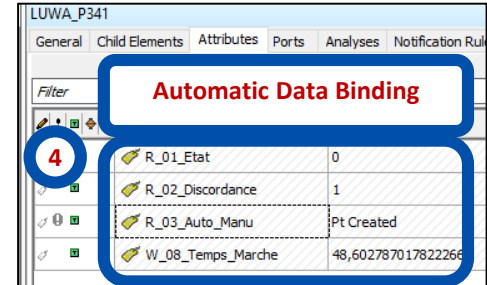 LUWA_P341
General Child Elements Attributes Ports Analyses Notification Rul
Filter
Automatic Data Binding
4
R_01_Etat 0
R_02_Discordance 1
R_03_Auto_Manu Pt Created
W_08_Temps_Marche 48,602787017822266